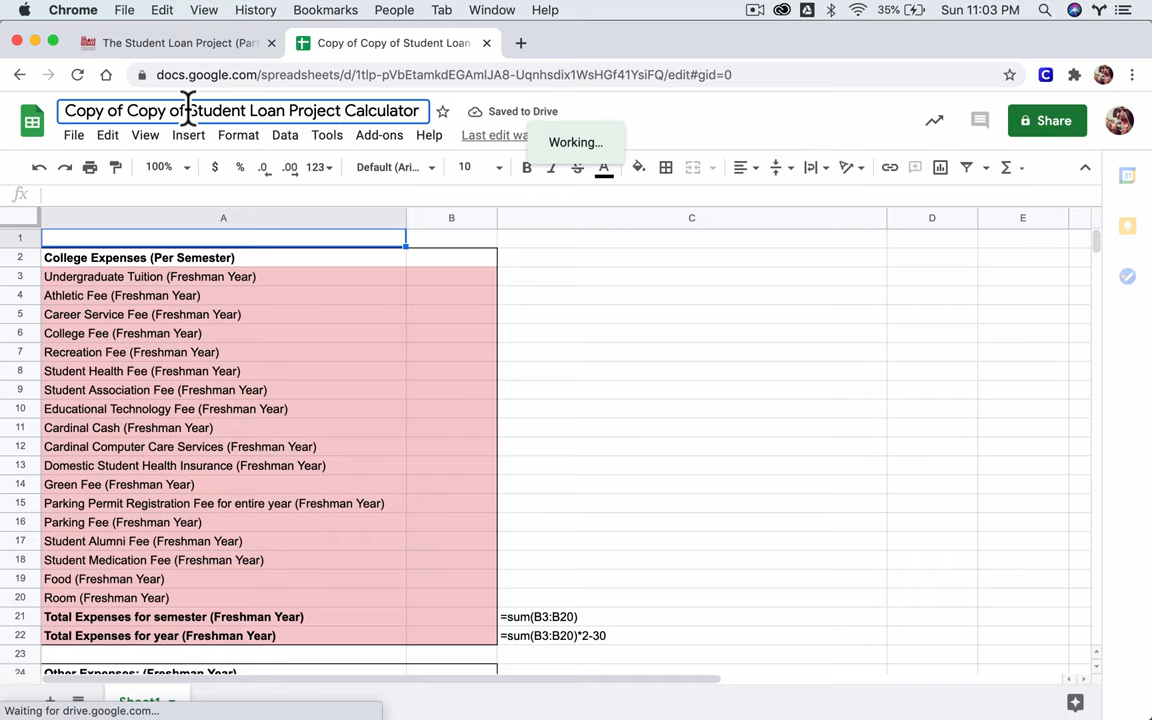 Chrome File Edit View History Bookmarks People Tab Window Help 35% Sun 11:03 PM
The Student Loan Project (Par
Copy of Copy of Student Loan
docs.google.com/spreadsheets/d/1tlp-pVbEtamkdEGAmlJA8-Uqnhsdix1WsHGf41YsiFQ/edit#gid=0
Copy of Copy of Student Loan Project Calculator
Saved to Drive
Share
File Edit View Insert Format Data Tools Add-ons Help Last edit wa
Working...
100% $ % .0 .00 123 Default (Ari... 10 B I S A
fx
A B C D E
1
2 College Expenses (Per Semester)
3 Undergraduate Tuition (Freshman Year)
4 Athletic Fee (Freshman Year)
5 Career Service Fee (Freshman Year)
6 College Fee (Freshman Year)
7 Recreation Fee (Freshman Year)
8 Student Health Fee (Freshman Year)
9 Student Association Fee (Freshman Year)
10 Educational Technology Fee (Freshman Year)
11 Cardinal Cash (Freshman Year)
12 Cardinal Computer Care Services (Freshman Year)
13 Domestic Student Health Insurance (Freshman Year)
14 Green Fee (Freshman Year)
15 Parking Permit Registration Fee for entire year (Freshman Year)
16 Parking Fee (Freshman Year)
17 Student Alumni Fee (Freshman Year)
18 Student Medication Fee (Freshman Year)
19 Food (Freshman Year)
20 Room (Freshman Year)
21 Total Expenses for semester (Freshman Year) =sum(B3:B20)
22 Total Expenses for year (Freshman Year) =sum(B3:B20)*2-30
23
24 Other Expenses: (Freshman Year)
Sheet1
Waiting for drive.google.com...